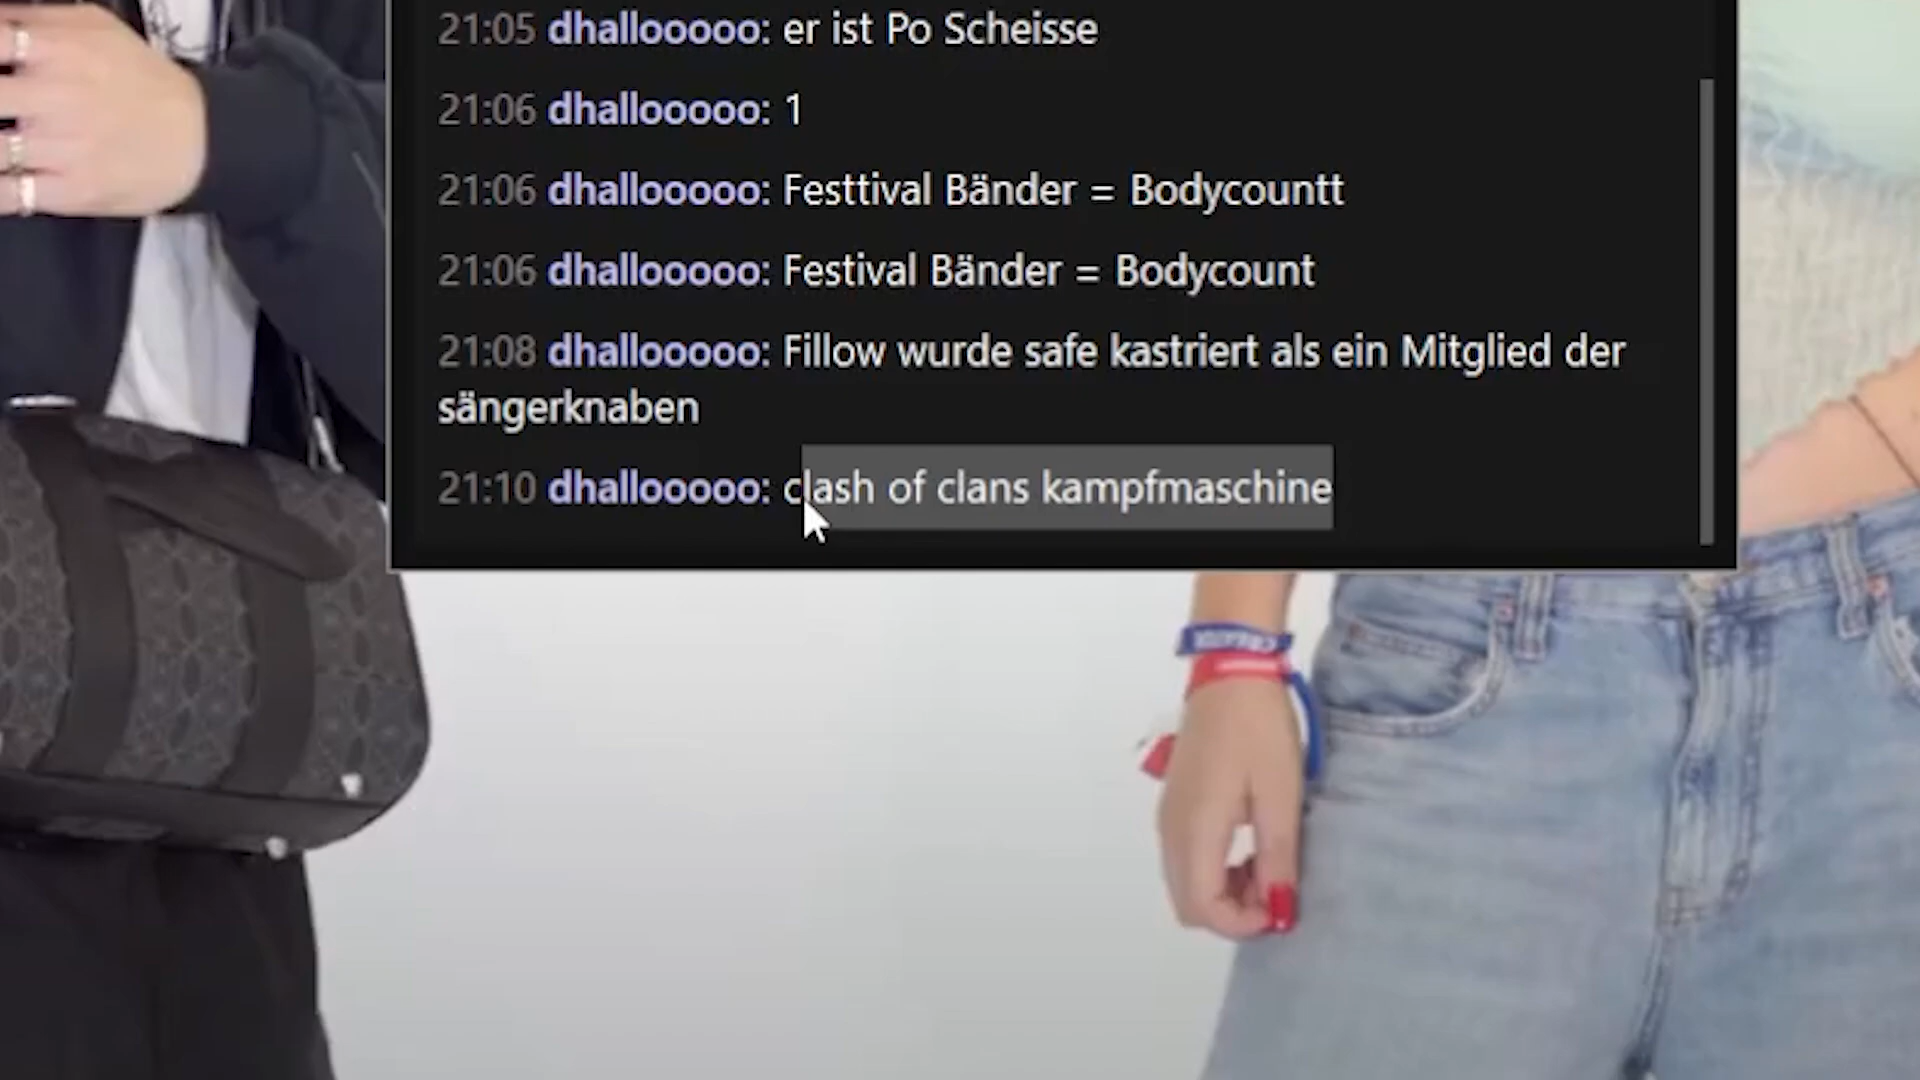 21:05 dhallooooo: er ist Po Scheisse
21:06 dhallooooo: 1
21:06 dhallooooo: Festtival Bänder = Bodycountt
21:06 dhallooooo: Festival Bänder = Bodycount
21:08 dhallooooo: Fillow wurde safe kastriert als ein Mitglied der
sängerknaben
21:10 dhallooooo: clash of clans kampfmaschine